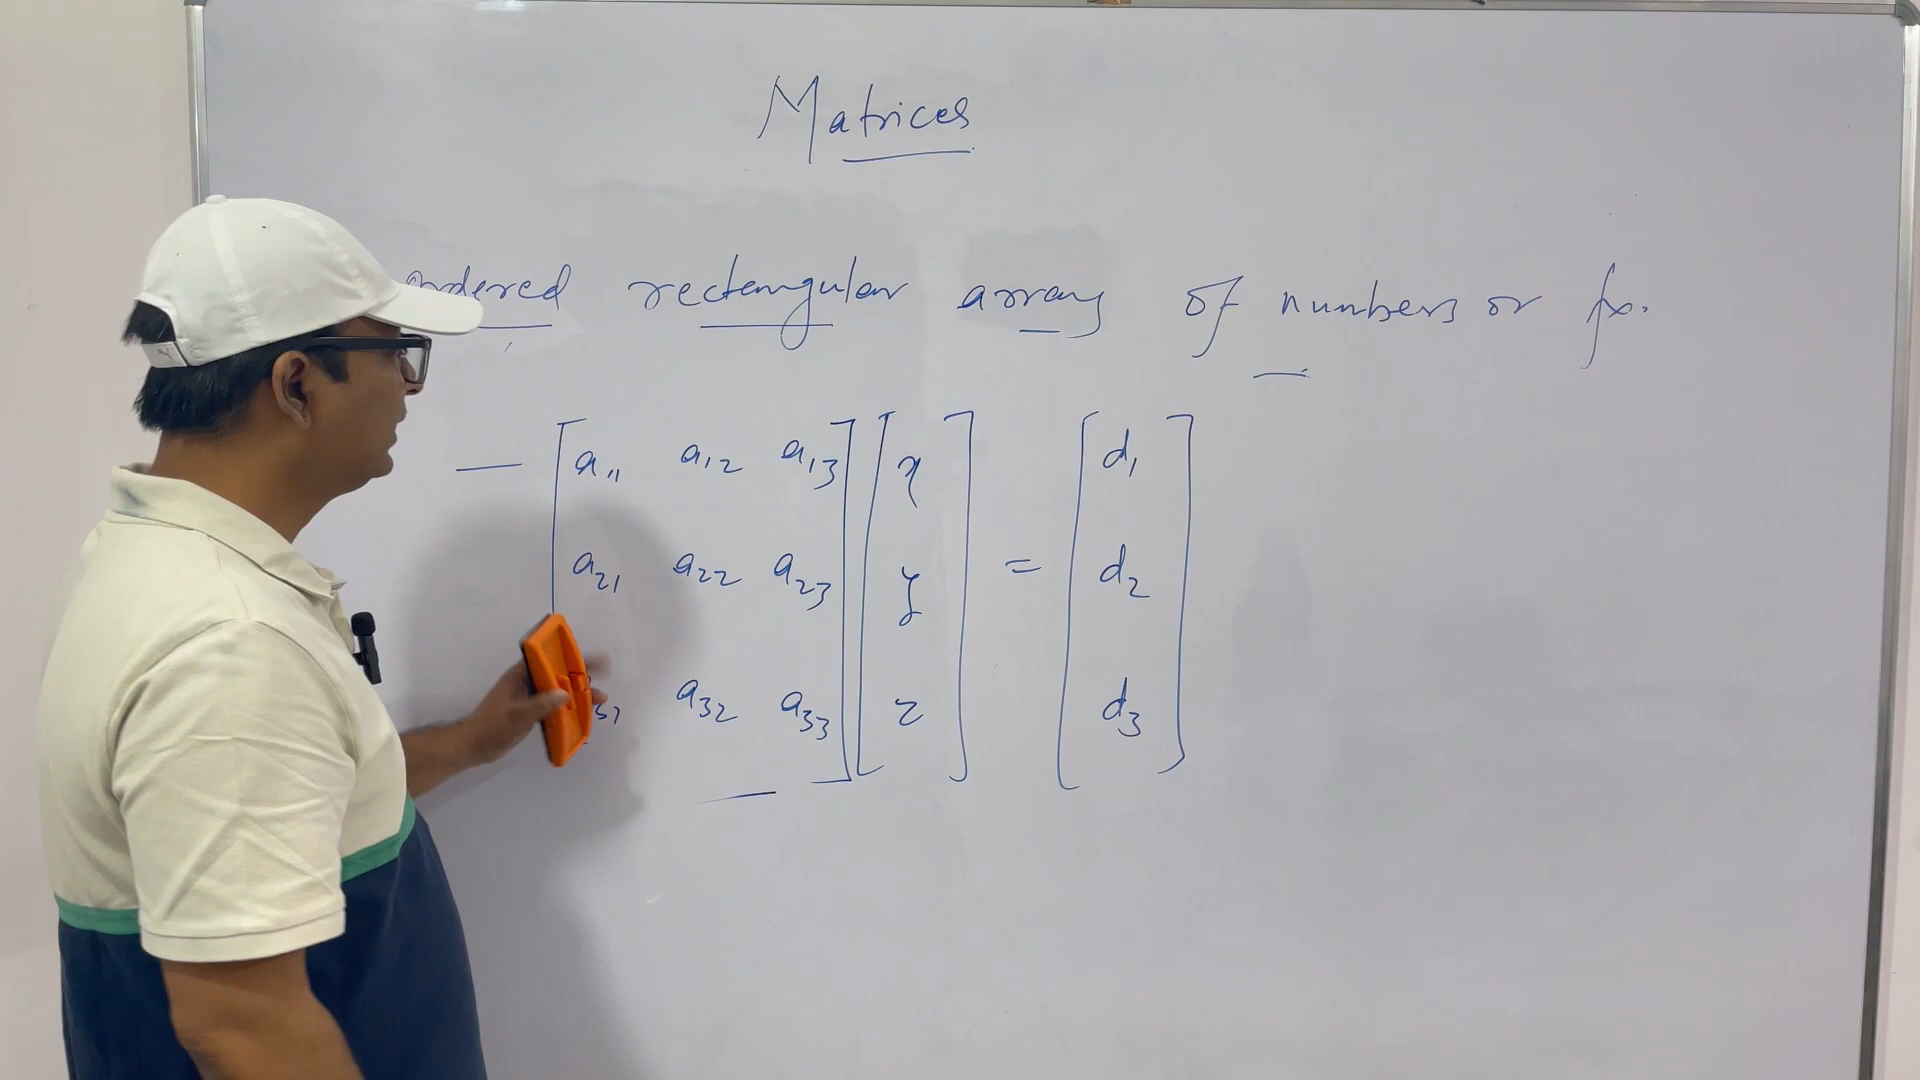 Matrices
ordered rectangular array of numbers or fx.
— [ a11 a12 a13 ] [ x ] = [ d1 ]
a21 a22 a23 y d2
a32 a33 z d3